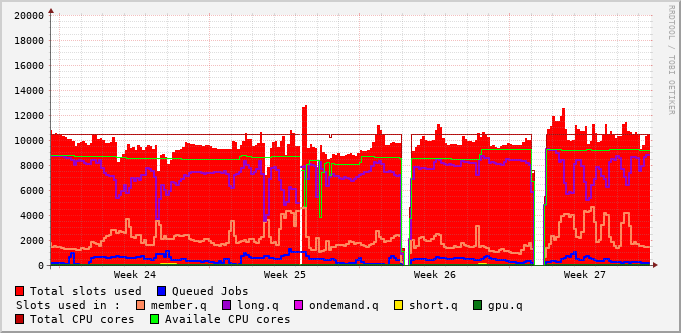 20000
18000
16000
14000
12000
10000
8000
6000
4000
2000
0
Week 24 Week 25 Week 26 Week 27
Total slots used Queued Jobs
Slots used in : member.q long.q ondemand.q short.q gpu.q
Total CPU cores Availale CPU cores
RRDTOOL / TOBI OETIKER